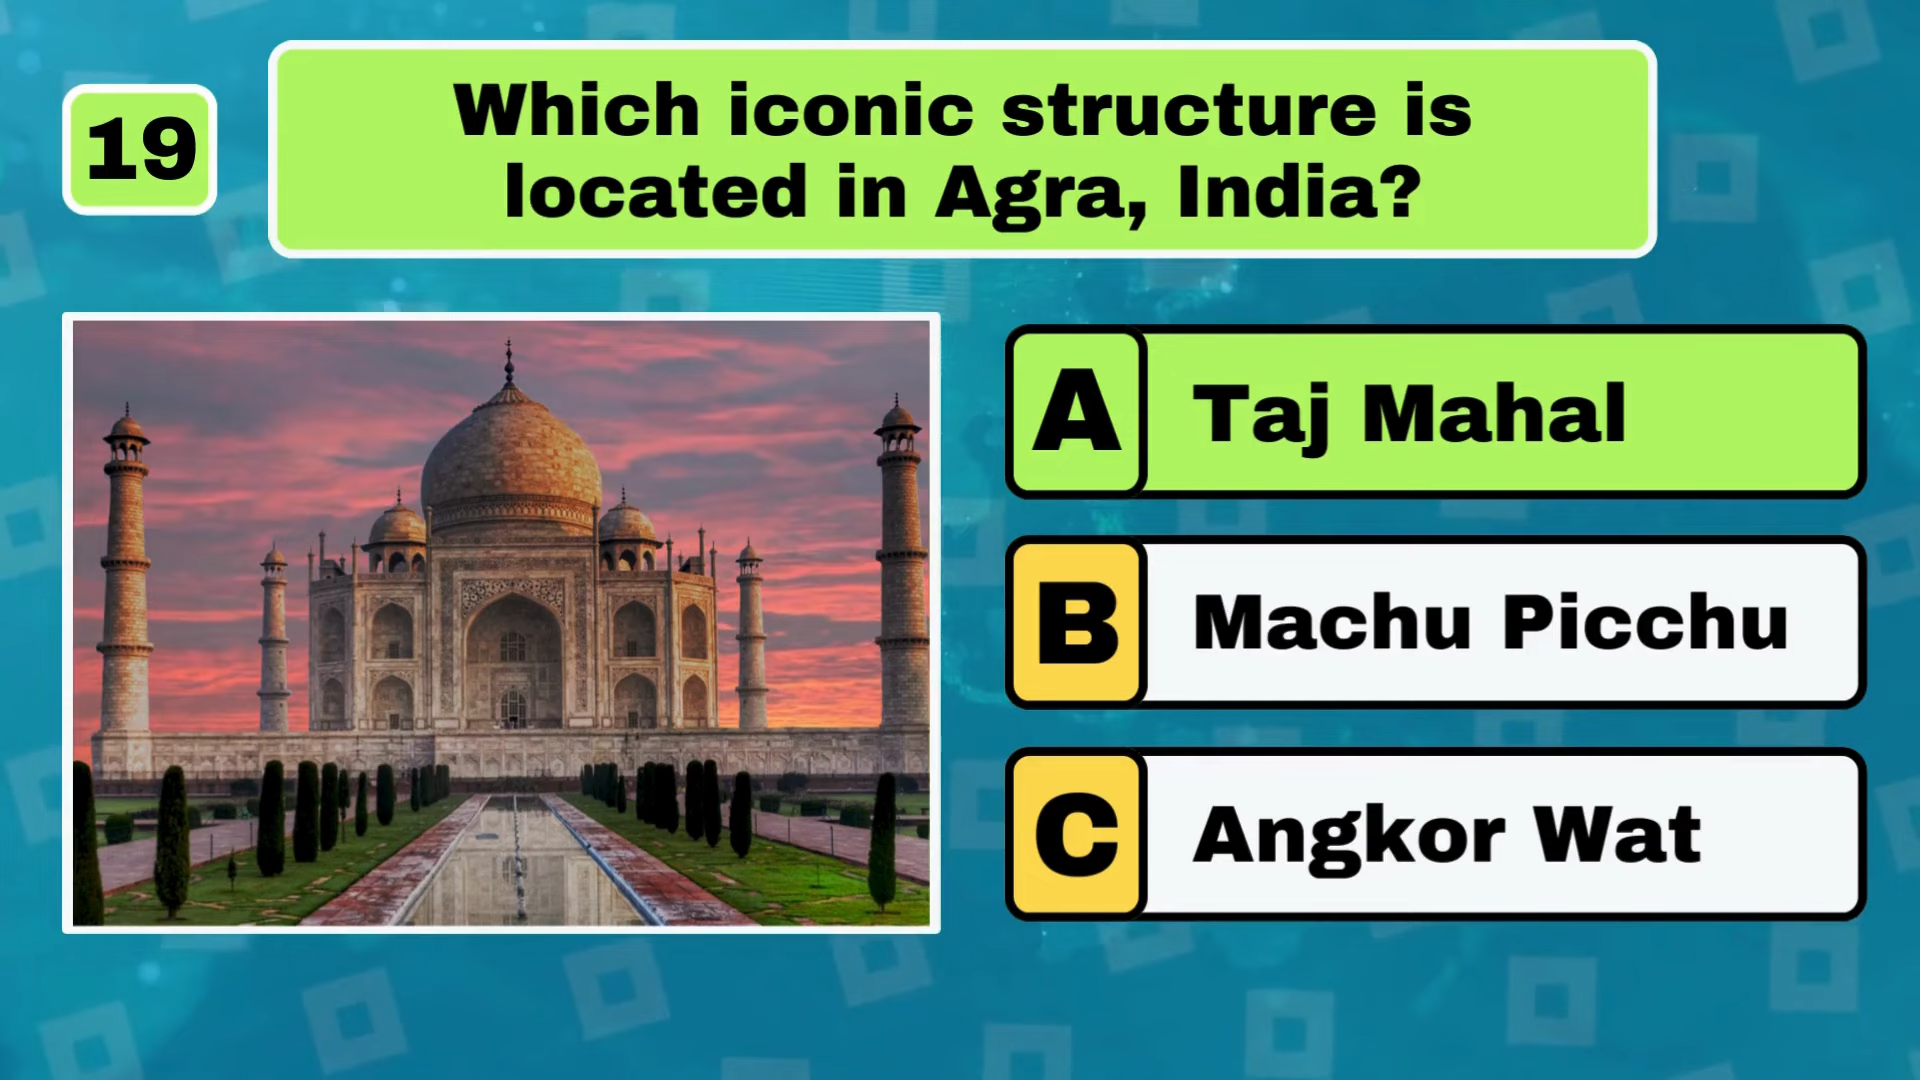 19
Which iconic structure is
located in Agra, India?
A Taj Mahal
B Machu Picchu
C Angkor Wat